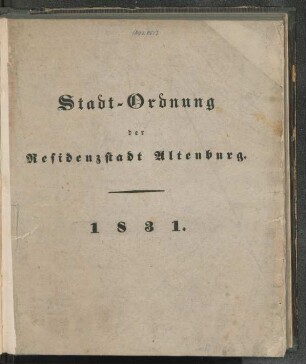 Stadt-Ordnung
der
Residenzstadt Altenburg.
1831.